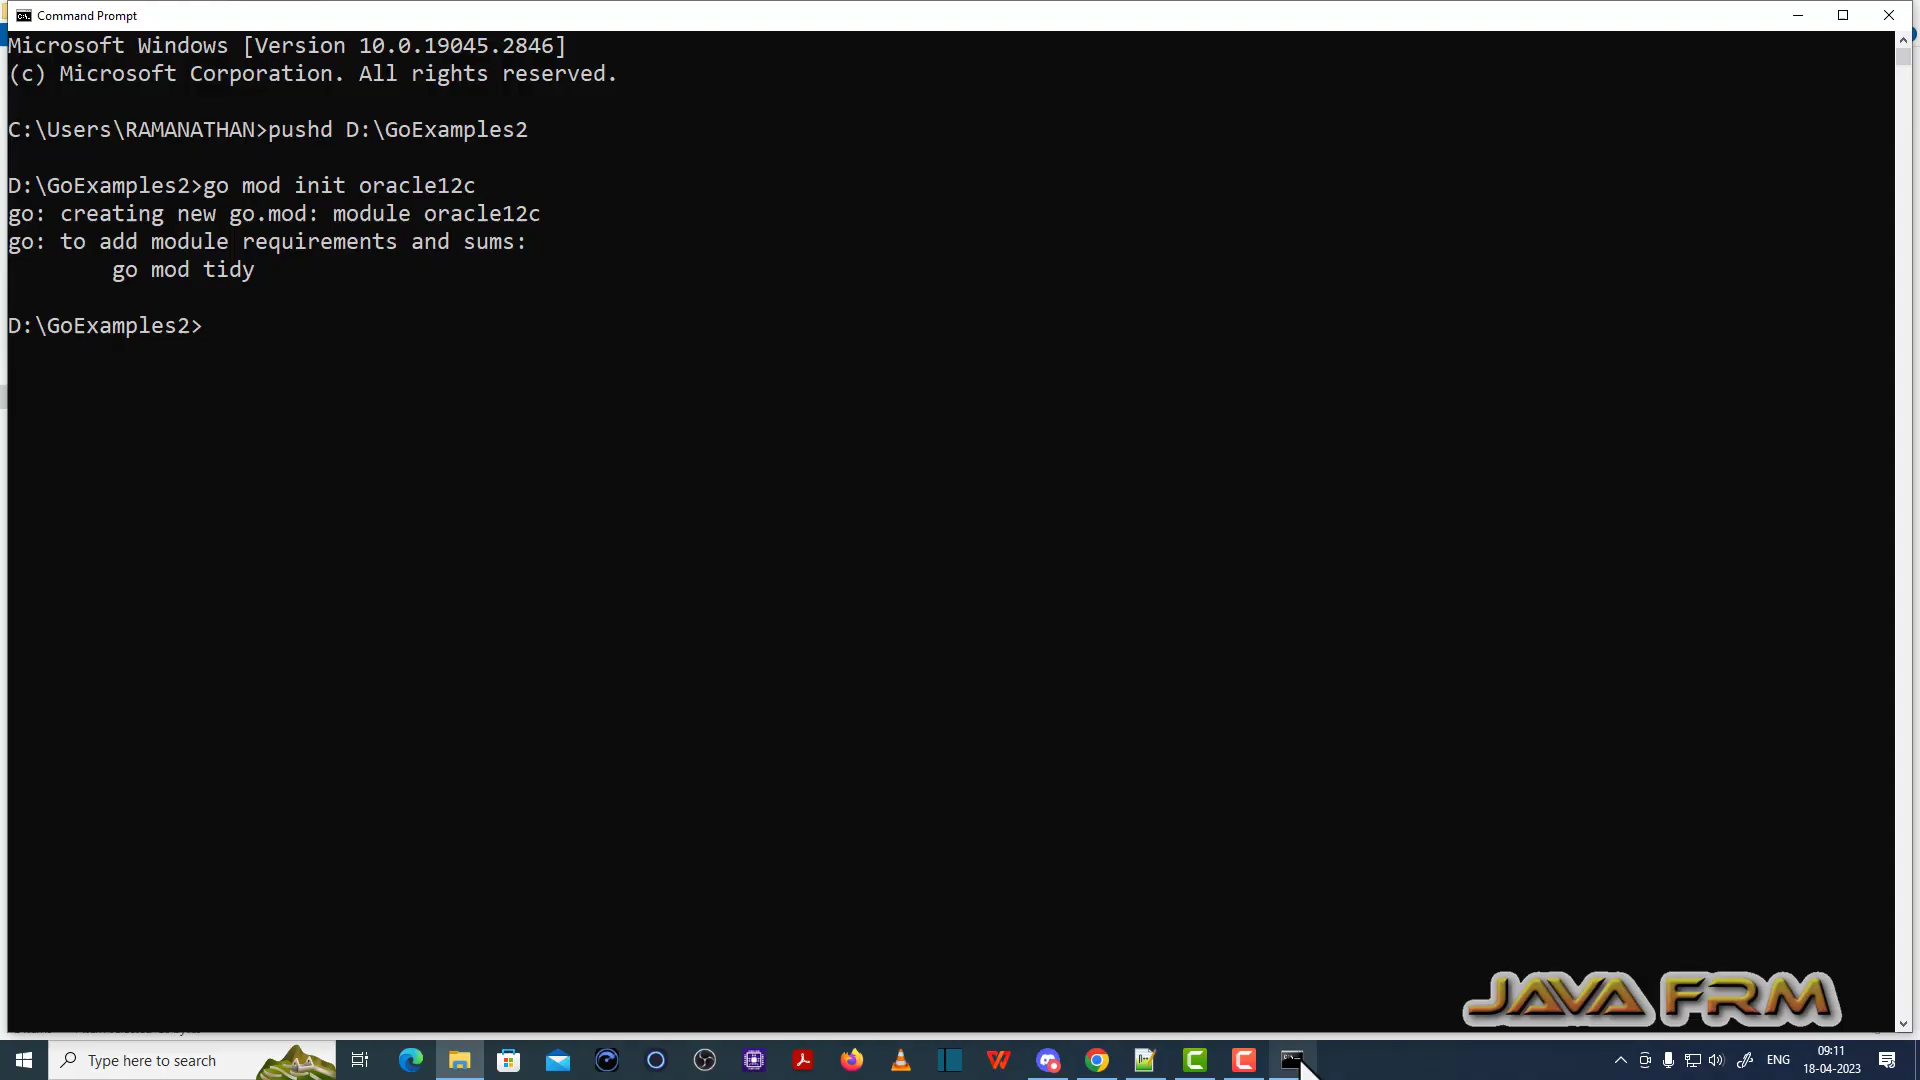 Command Prompt
Microsoft Windows [Version 10.0.19045.2846]
(c) Microsoft Corporation. All rights reserved.
C:\Users\RAMANATHAN>pushd D:\GoExamples2
D:\GoExamples2>go mod init oracle12c
go: creating new go.mod: module oracle12c
go: to add module requirements and sums:
go mod tidy
D:\GoExamples2>
JAVA FRM
Type here to search
ENG
09:11
18-04-2023